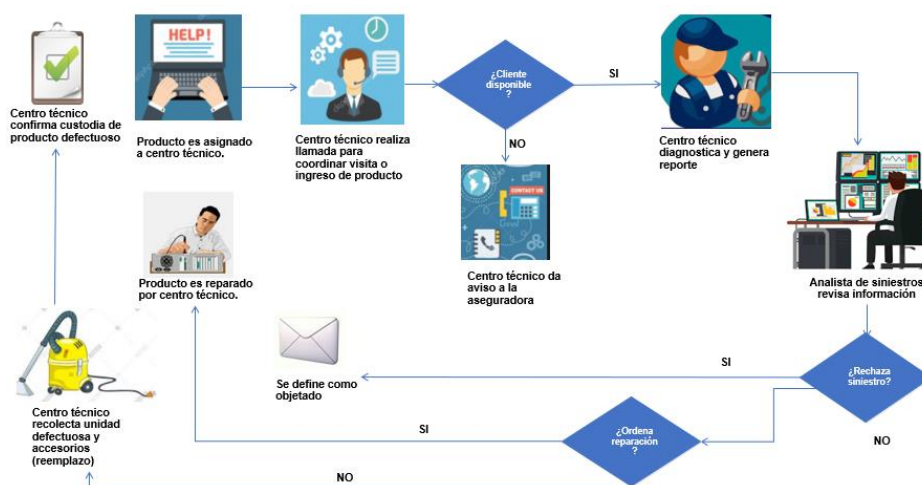 HELP!
Centro técnico
confirma custodia de
producto defectuoso
Producto es asignado
a centro técnico.
Centro técnico realiza
llamada para
coordinar visita o
ingreso de producto
¿Cliente
disponible
?
SI
NO
Centro técnico
diagnostica y genera
reporte
CONTACT US
Centro técnico da
aviso a la
aseguradora
Analista de siniestros
revisa información
Producto es reparado
por centro técnico.
¿Rechaza
siniestro?
SI
NO
Se define como
objetado
¿Ordena
reparación
?
SI
NO
Centro técnico
recolecta unidad
defectuosa y
accesorios
(reemplazo)